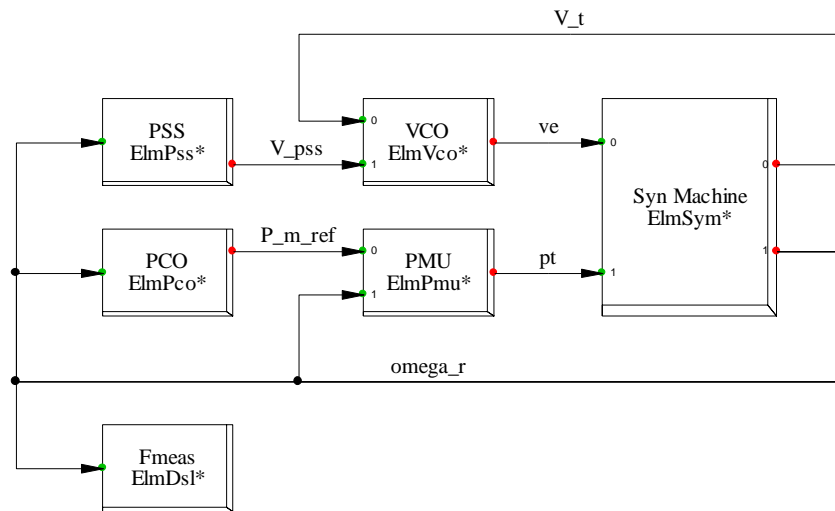 V_t
PSS
ElmPss*
V_pss
0
1
VCO
ElmVco*
ve
0
1
Syn Machine
ElmSym*
0
1
PCO
ElmPco*
P_m_ref
0
1
PMU
ElmPmu*
pt
omega_r
Fmeas
ElmDsl*